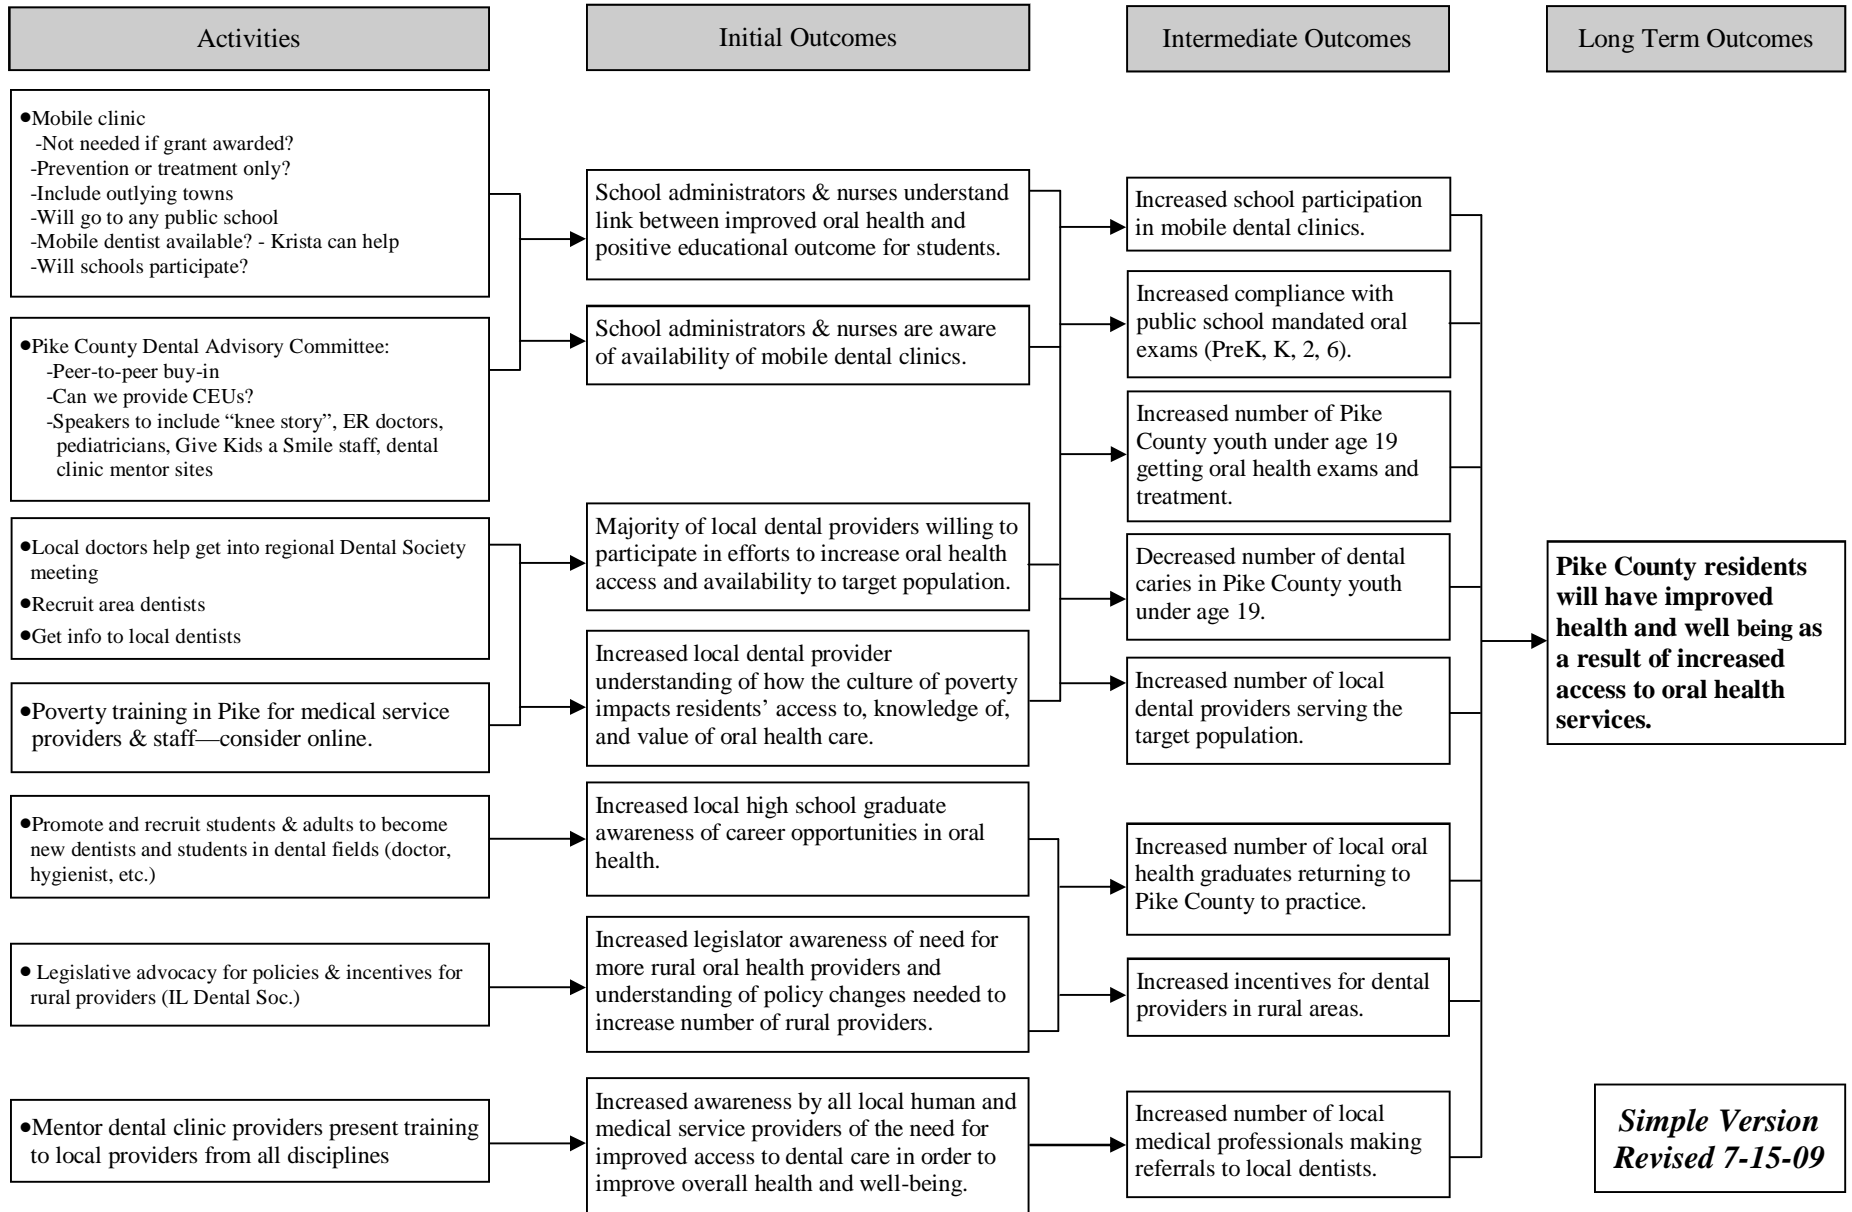 Activities
Initial Outcomes
Intermediate Outcomes
Long Term Outcomes
•Mobile clinic
-Not needed if grant awarded?
-Prevention or treatment only?
-Include outlying towns
-Will go to any public school
-Mobile dentist available? - Krista can help
-Will schools participate?
•Pike County Dental Advisory Committee:
-Peer-to-peer buy-in
-Can we provide CEUs?
-Speakers to include “knee story”, ER doctors,
pediatricians, Give Kids a Smile staff, dental
clinic mentor sites
•Local doctors help get into regional Dental Society
meeting
•Recruit area dentists
•Get info to local dentists
•Poverty training in Pike for medical service
providers & staff—consider online.
•Promote and recruit students & adults to become
new dentists and students in dental fields (doctor,
hygienist, etc.)
• Legislative advocacy for policies & incentives for
rural providers (IL Dental Soc.)
•Mentor dental clinic providers present training
to local providers from all disciplines
School administrators & nurses understand
link between improved oral health and
positive educational outcome for students.
School administrators & nurses are aware
of availability of mobile dental clinics.
Majority of local dental providers willing to
participate in efforts to increase oral health
access and availability to target population.
Increased local dental provider
understanding of how the culture of poverty
impacts residents’ access to, knowledge of,
and value of oral health care.
Increased local high school graduate
awareness of career opportunities in oral
health.
Increased legislator awareness of need for
more rural oral health providers and
understanding of policy changes needed to
increase number of rural providers.
Increased awareness by all local human and
medical service providers of the need for
improved access to dental care in order to
improve overall health and well-being.
Increased school participation
in mobile dental clinics.
Increased compliance with
public school mandated oral
exams (PreK, K, 2, 6).
Increased number of Pike
County youth under age 19
getting oral health exams and
treatment.
Decreased number of dental
caries in Pike County youth
under age 19.
Increased number of local
dental providers serving the
target population.
Increased number of local oral
health graduates returning to
Pike County to practice.
Increased incentives for dental
providers in rural areas.
Increased number of local
medical professionals making
referrals to local dentists.
Pike County residents
will have improved
health and well being as
a result of increased
access to oral health
services.
Simple Version
Revised 7-15-09